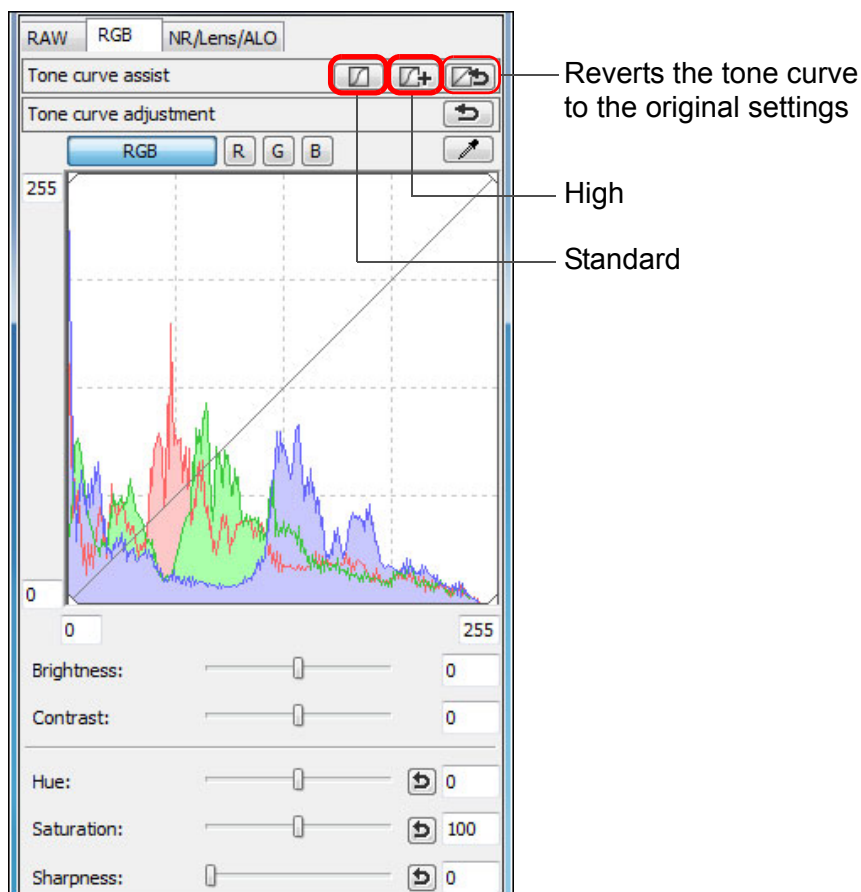 RAW RGB NR/Lens/ALO
Tone curve assist
Reverts the tone curve
to the original settings
Tone curve adjustment
RGB R G B
255
High
Standard
0
0 255
Brightness: 0
Contrast: 0
Hue: 0
Saturation: 100
Sharpness: 0